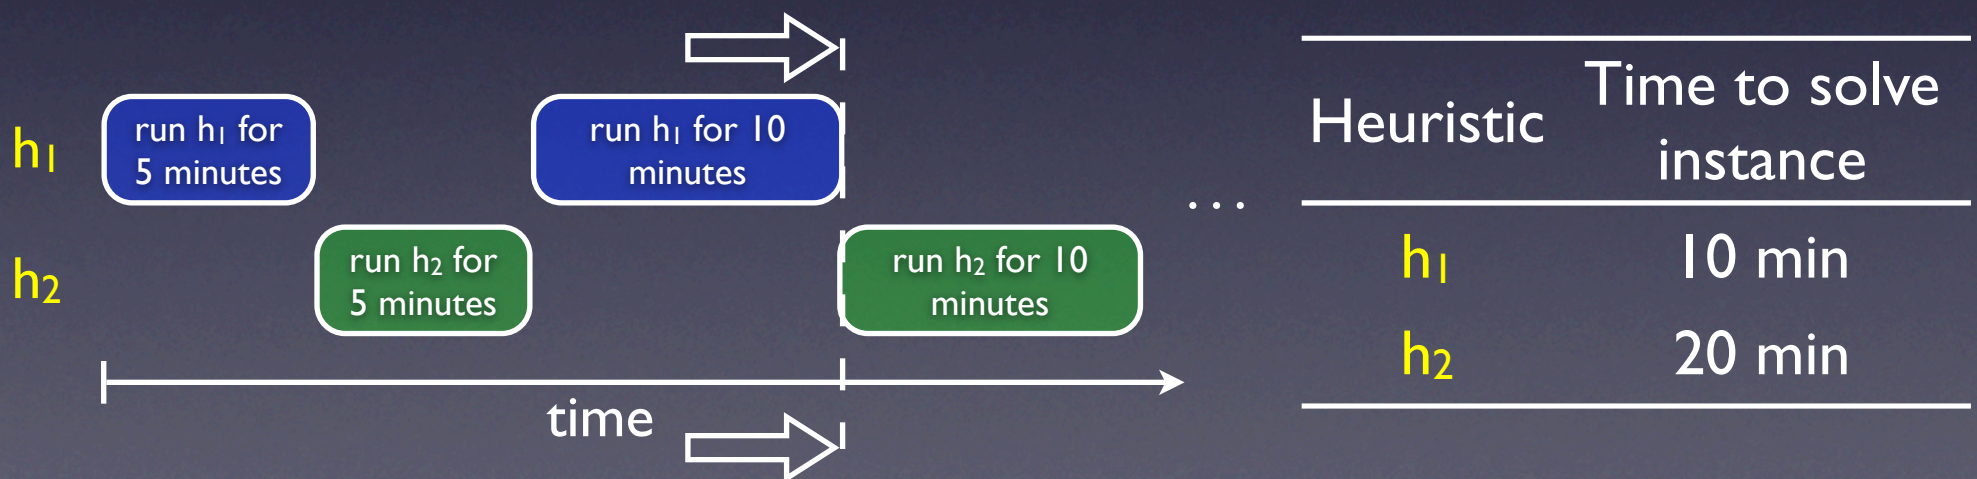 h₁
run h₁ for
5 minutes
run h₁ for 10
minutes
h₂
run h₂ for
5 minutes
run h₂ for 10
minutes
...
time
Heuristic
Time to solve
instance
h₁ 10 min
h₂ 20 min